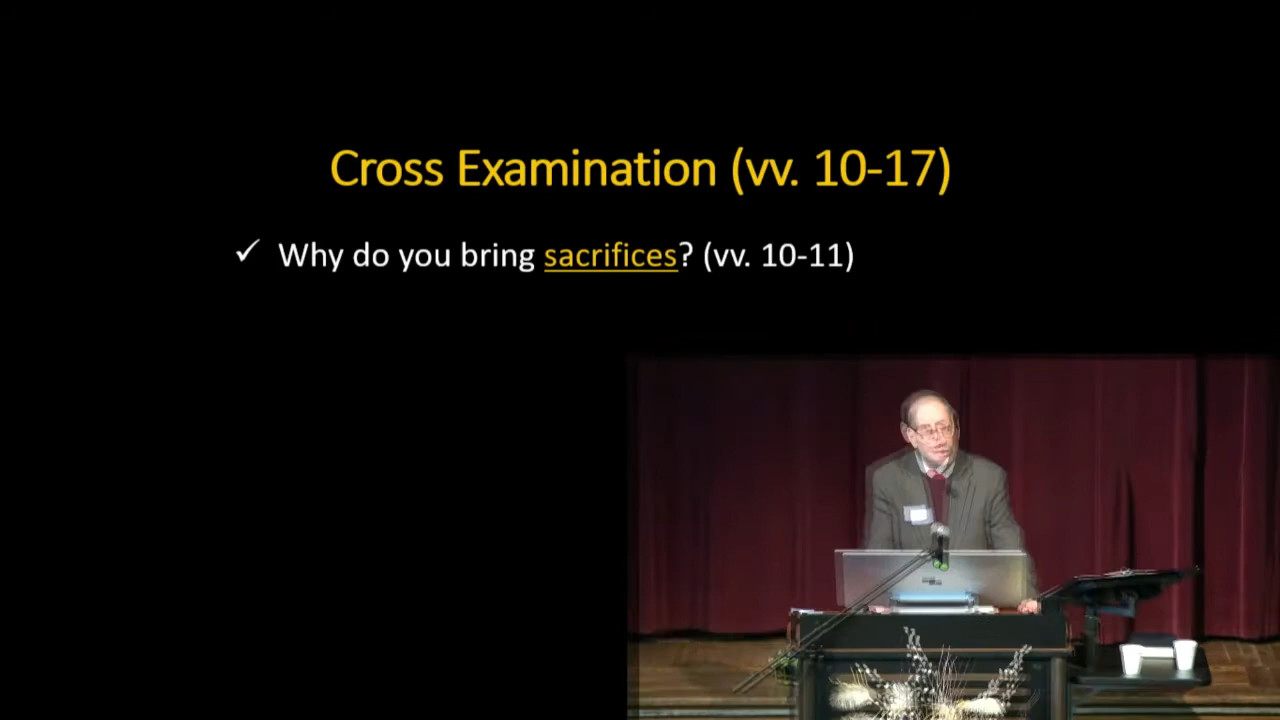 Cross Examination (vv. 10-17)
✓ Why do you bring sacrifices? (vv. 10-11)